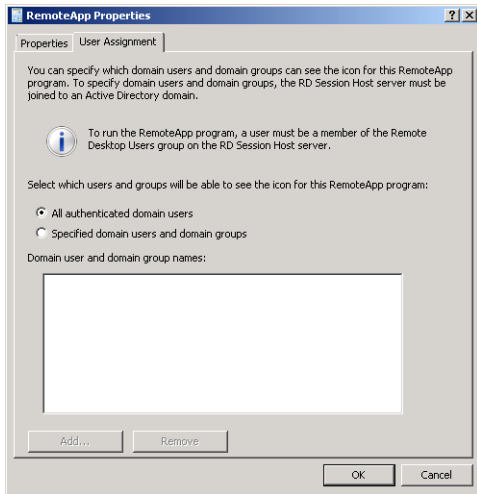 RemoteApp Properties
Properties User Assignment
You can specify which domain users and domain groups can see the icon for this RemoteApp
program. To specify domain users and domain groups, the RD Session Host server must be
joined to an Active Directory domain.
To run the RemoteApp program, a user must be a member of the Remote
Desktop Users group on the RD Session Host server.
Select which users and groups will be able to see the icon for this RemoteApp program:
All authenticated domain users
Specified domain users and domain groups
Domain user and domain group names:
Add... Remove
OK Cancel